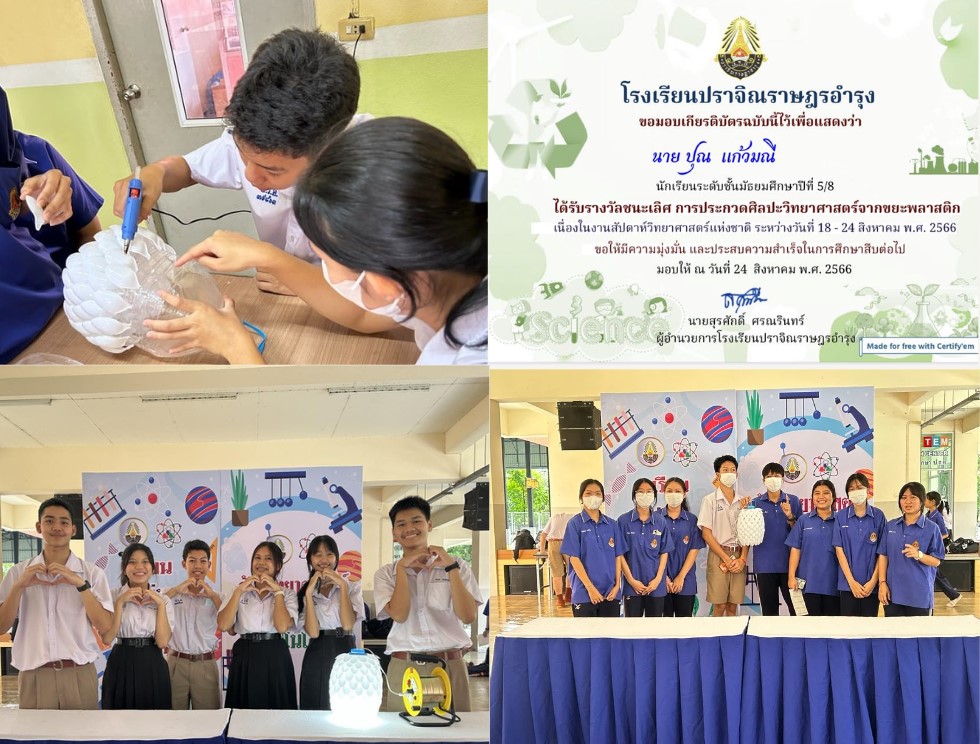 โรงเรียนปราจิณราษฎรอำรุง
ขอมอบเกียรติบัตรฉบับนี้ไว้เพื่อแสดงว่า
นาย ปุณ แก้วมณี
นักเรียนระดับชั้นมัธยมศึกษาปีที่ 5/8
ได้รับรางวัลชนะเลิศ การประกวดศิลปะวิทยาศาสตร์จากขยะพลาสติก
เนื่องในงานสัปดาห์วิทยาศาสตร์แห่งชาติ ระหว่างวันที่ 18 - 24 สิงหาคม พ.ศ. 2566
ขอให้มีความมุ่งมั่น และประสบความสำเร็จในการศึกษาสืบต่อไป
มอบให้ ณ วันที่ 24 สิงหาคม พ.ศ. 2566
Science
นายสุรศักดิ์ ศรณรินทร์
ผู้อำนวยการโรงเรียนปราจิณราษฎรอำรุง
Made for free with Certify'em
TEM